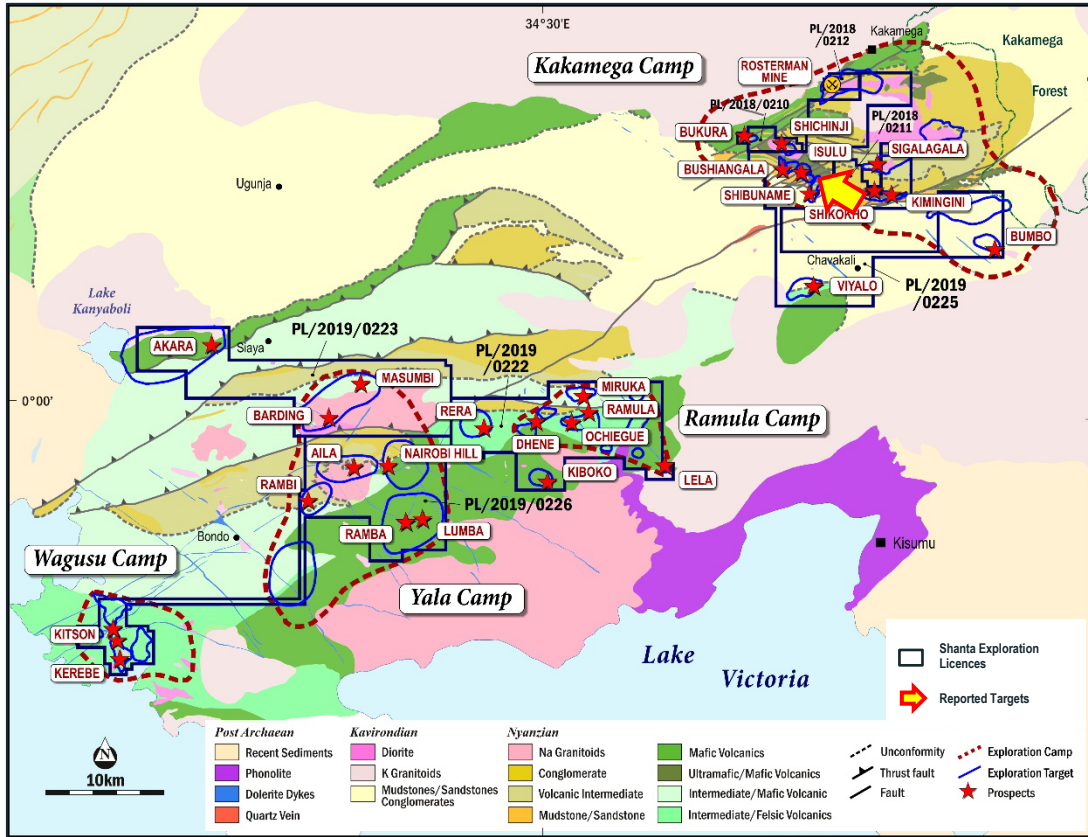 34°30'E
PL/2018
/0212
Kakamega
Kakamega
Forest
Kakamega Camp
ROSTERMAN
MINE
PL/2018/0210
PL/2018
/0211
BUKURA
SHICHINJI
ISULU
SIGALAGALA
BUSHIANGALA
SHIBUNAME
SHIKOKHO
KIMINGINI
BUMBO
Ugunja
Chavakali
PL/2019
/0225
VIYALO
Lake
Kanyaboli
AKARA
Siaya
PL/2019/0223
PL/2019
/0222
MASUMBI
MIRUKA
0°00'
BARDING
RERA
RAMULA
Ramula Camp
DHENE
OCHIEGUE
AILA
NAIROBI HILL
KIBOKO
LELA
RAMBI
PL/2019/0226
RAMBA
LUMBA
Bondo
Kisumu
Wagusu Camp
Yala Camp
KITSON
KEREBE
Lake
Victoria
Shanta Exploration
Licences
Reported Targets
N
10km
Post Archaean
Recent Sediments
Phonolite
Dolerite Dykes
Quartz Vein
Kavirondian
Diorite
K Granitoids
Mudstones/Sandstones
Conglomerates
Nyanzian
Na Granitoids
Conglomerate
Volcanic Intermediate
Mudstone/Sandstone
Mafic Volcanics
Ultramafic/Mafic Volcanics
Intermediate/Mafic Volcanic
Intermediate/Felsic Volcanics
Unconformity
Thrust fault
Fault
Exploration Camp
Exploration Target
Prospects